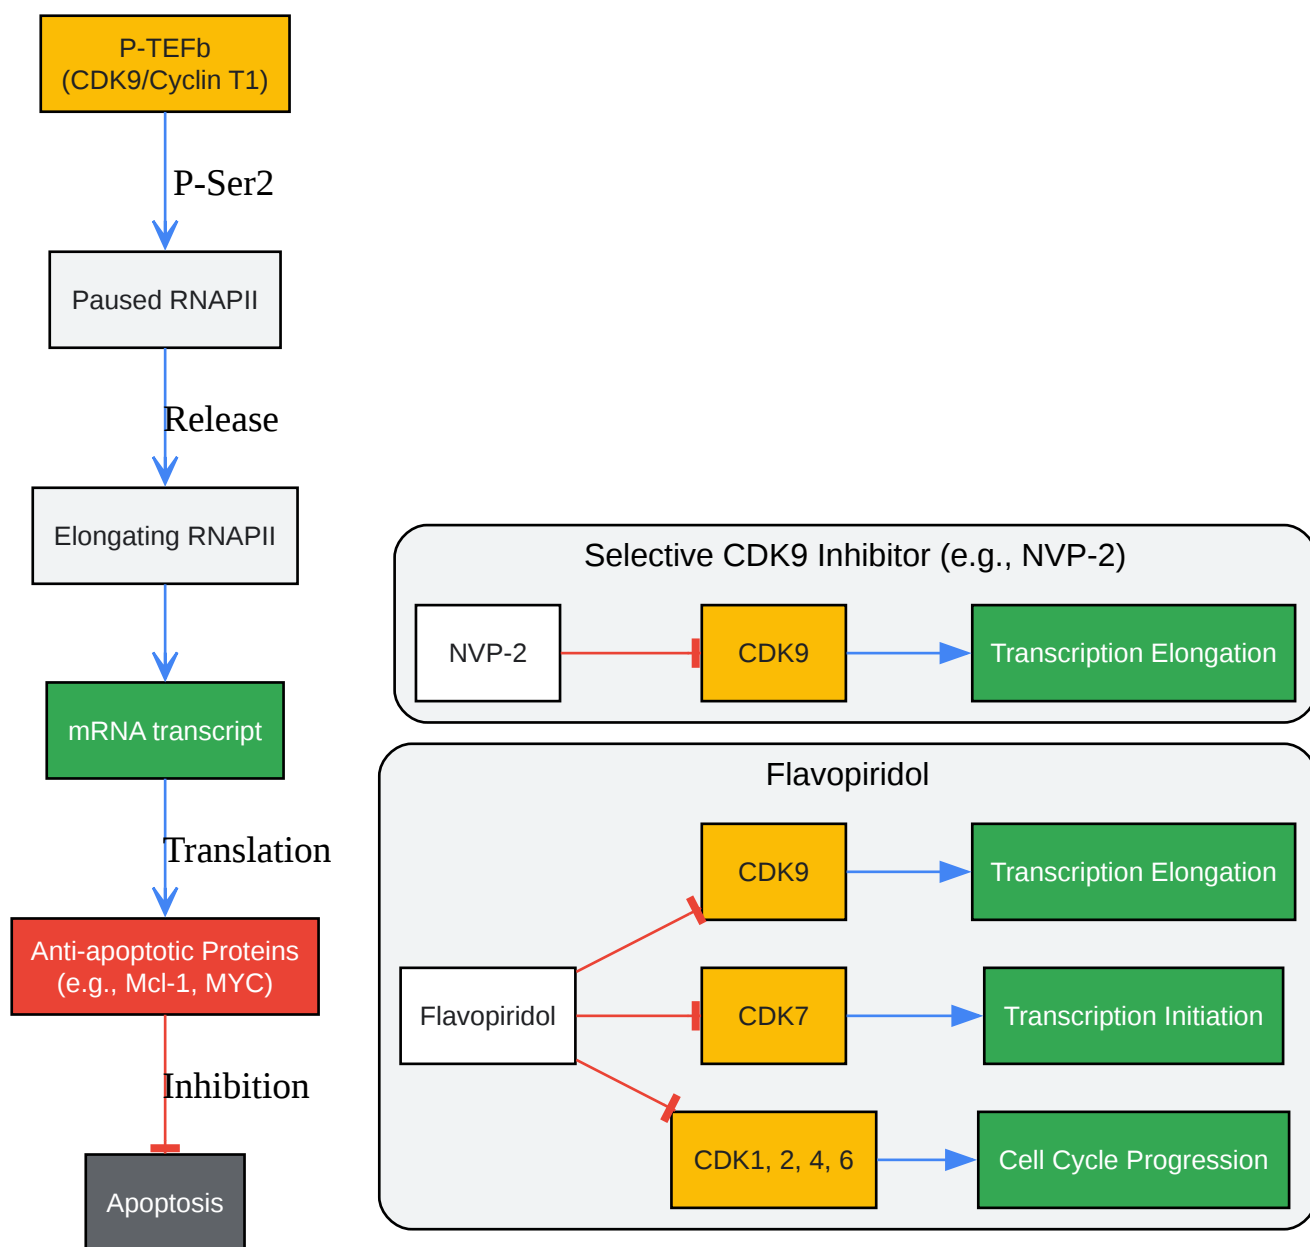 P-TEFb
(CDK9/Cyclin T1)
P-Ser2
Paused RNAPII
Release
Elongating RNAPII
mRNA transcript
Translation
Anti-apoptotic Proteins
(e.g., Mcl-1, MYC)
Inhibition
Apoptosis
Selective CDK9 Inhibitor (e.g., NVP-2)
NVP-2
CDK9
Transcription Elongation
Flavopiridol
CDK9
Transcription Elongation
Flavopiridol
CDK7
Transcription Initiation
CDK1, 2, 4, 6
Cell Cycle Progression